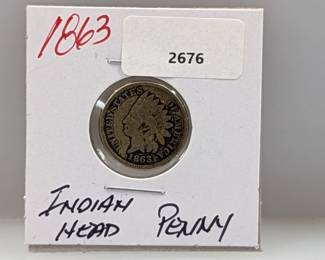 1863
2676
UNITED STATES OF AMERICA
1863
INDIAN PENNY
HEAD